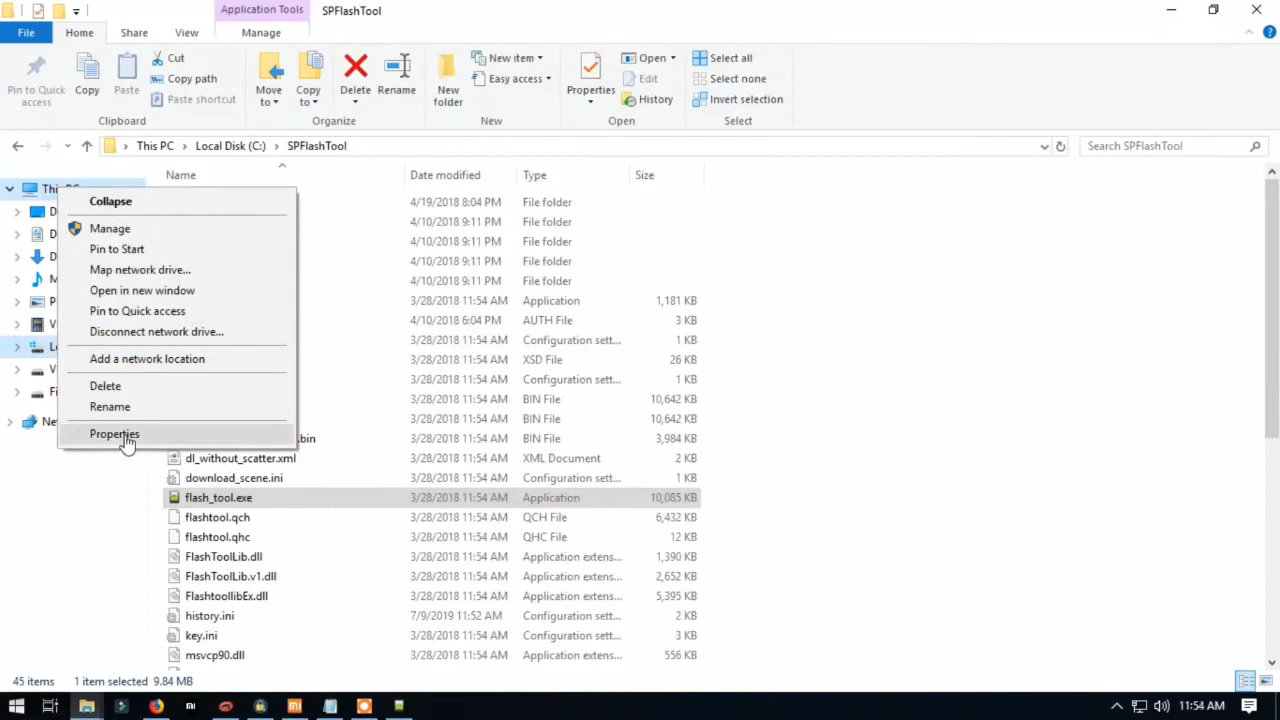 Application Tools SPFlashTool
File Home Share View Manage
Pin to Quick access
Copy
Paste
Cut
Copy path
Paste shortcut
Clipboard
Move to
Copy to
Delete
Rename
Organize
New folder
New item
Easy access
New
Properties
Open
Edit
History
Open
Select all
Select none
Invert selection
Select
This PC > Local Disk (C:) > SPFlashTool
Search SPFlashTool
Name Date modified Type Size
Collapse
Manage
Pin to Start
Map network drive...
Open in new window
Pin to Quick access
Disconnect network drive...
Add a network location
Delete
Rename
Properties
4/19/2018 8:04 PM File folder
4/10/2018 9:11 PM File folder
4/10/2018 9:11 PM File folder
4/10/2018 9:11 PM File folder
4/10/2018 9:11 PM File folder
3/28/2018 11:54 AM Application 1,181 KB
4/10/2018 6:04 PM AUTH File 3 KB
3/28/2018 11:54 AM Configuration sett... 1 KB
3/28/2018 11:54 AM XSD File 26 KB
3/28/2018 11:54 AM Configuration sett... 1 KB
3/28/2018 11:54 AM BIN File 10,642 KB
3/28/2018 11:54 AM BIN File 10,642 KB
.bin 3/28/2018 11:54 AM BIN File 3,984 KB
dl_without_scatter.xml 3/28/2018 11:54 AM XML Document 2 KB
download_scene.ini 3/28/2018 11:54 AM Configuration sett... 1 KB
flash_tool.exe 3/28/2018 11:54 AM Application 10,085 KB
flashtool.qch 3/28/2018 11:54 AM QCH File 6,432 KB
flashtool.qhc 3/28/2018 11:54 AM QHC File 12 KB
FlashToolLib.dll 3/28/2018 11:54 AM Application extens... 1,390 KB
FlashToolLib.v1.dll 3/28/2018 11:54 AM Application extens... 2,652 KB
FlashtoollibEx.dll 3/28/2018 11:54 AM Application extens... 5,395 KB
history.ini 7/9/2019 11:52 AM Configuration sett... 2 KB
key.ini 3/28/2018 11:54 AM Configuration sett... 3 KB
msvcp90.dll 3/28/2018 11:54 AM Application extens... 556 KB
45 items 1 item selected 9.84 MB
11:54 AM